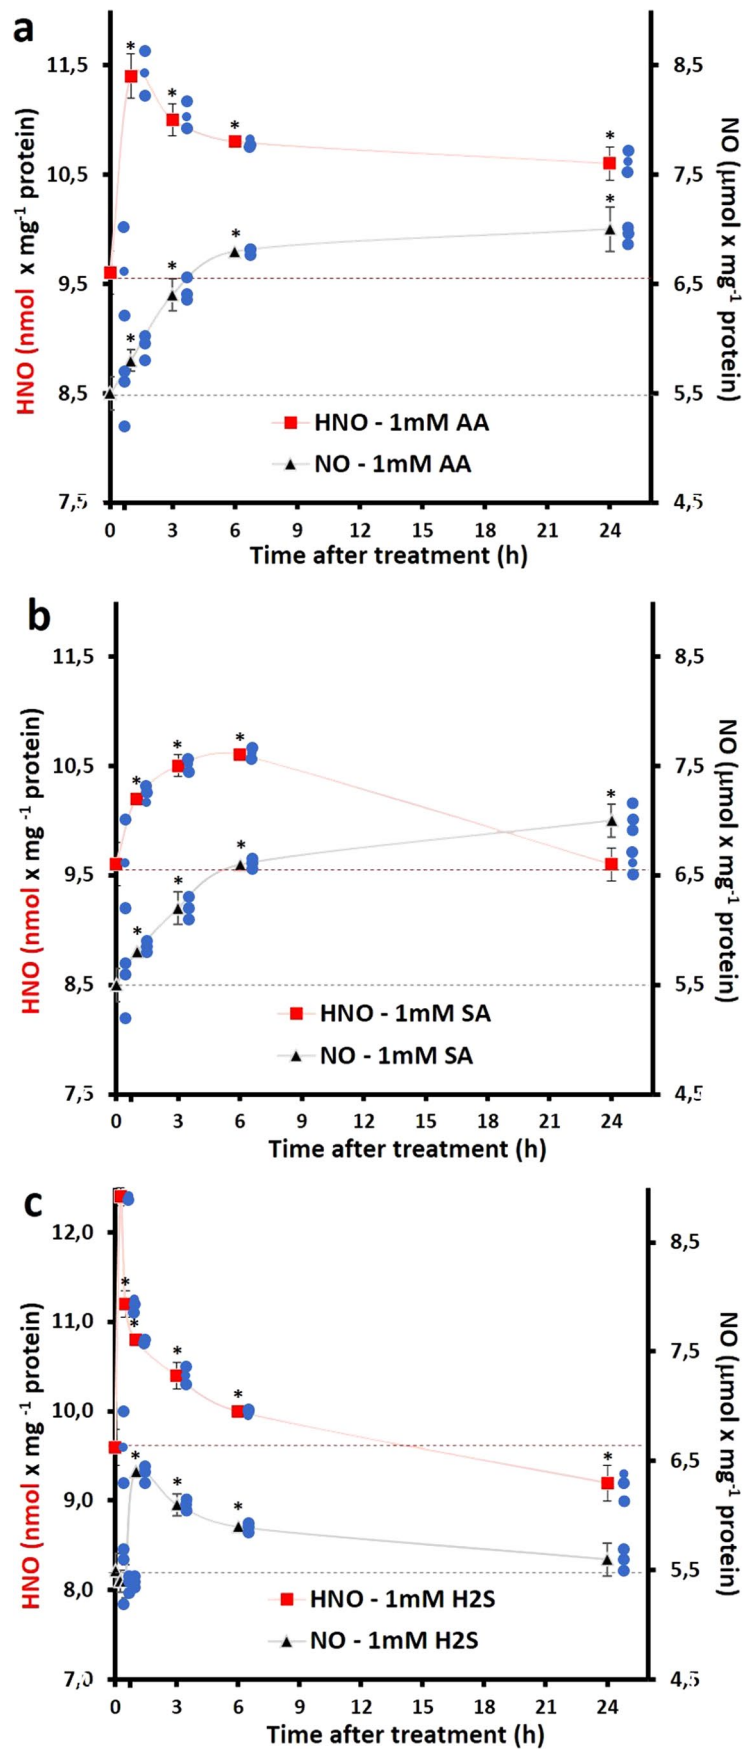 a
11,5
10,5
9,5
8,5
7,5
8,5
7,5
6,5
5,5
4,5
HNO (nmol x mg-1 protein)
NO (µmol x mg-1 protein)
* * * *
* * * *
HNO - 1mM AA
NO - 1mM AA
0 3 6 9 12 15 18 21 24
Time after treatment (h)
b
11,5
10,5
9,5
8,5
7,5
8,5
7,5
6,5
5,5
4,5
HNO (nmol x mg -1 protein)
NO (µmol x mg-1 protein)
* * *
* * * *
HNO - 1mM SA
NO - 1mM SA
0 3 6 9 12 15 18 21 24
Time after treatment (h)
c
12,0
11,0
10,0
9,0
8,0
7,0
8,5
7,5
6,5
5,5
4,5
HNO (nmol x mg -1 protein)
NO (µmol x mg-1 protein)
* * * * *
* * *
HNO - 1mM H2S
NO - 1mM H2S
0 3 6 9 12 15 18 21 24
Time after treatment (h)